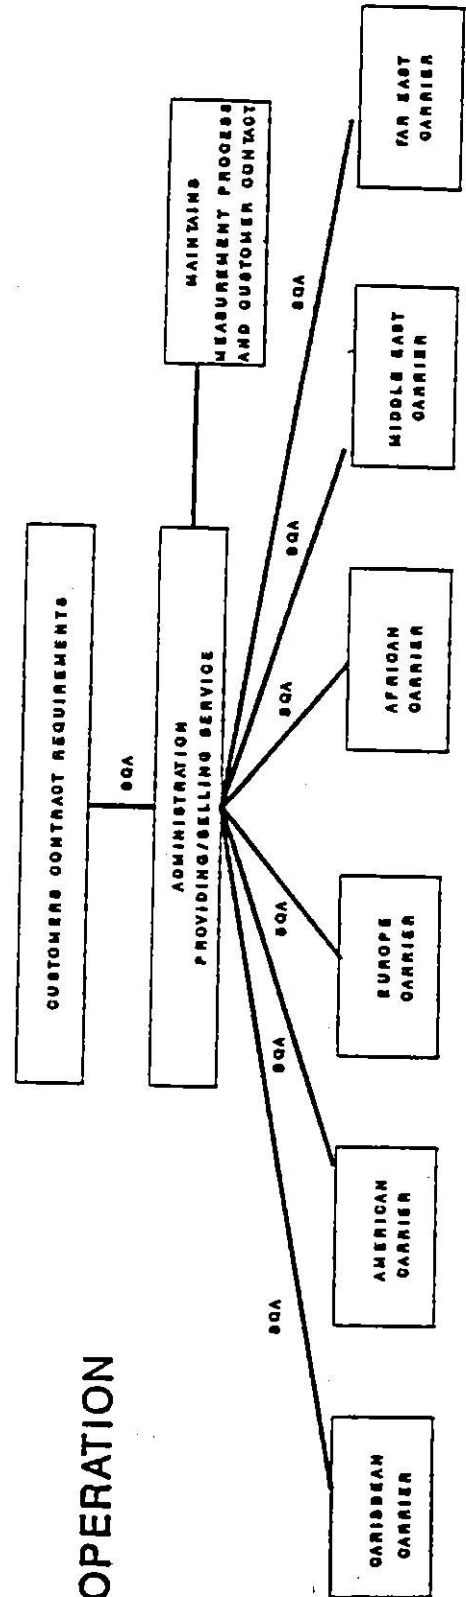 OPERATION
CUSTOMERS CONTRACT REQUIREMENTS
SQA
ADMINISTRATION
PROVIDING/SELLING SERVICE
MAINTAINS
MEASUREMENT PROCESS
AND CUSTOMER CONTACT
SQA
SQA
SQA
SQA
SQA
SQA
CARIBBEAN
CARRIER
AMERICAN
CARRIER
EUROPE
CARRIER
AFRICAN
CARRIER
MIDDLE EAST
CARRIER
FAR EAST
CARRIER